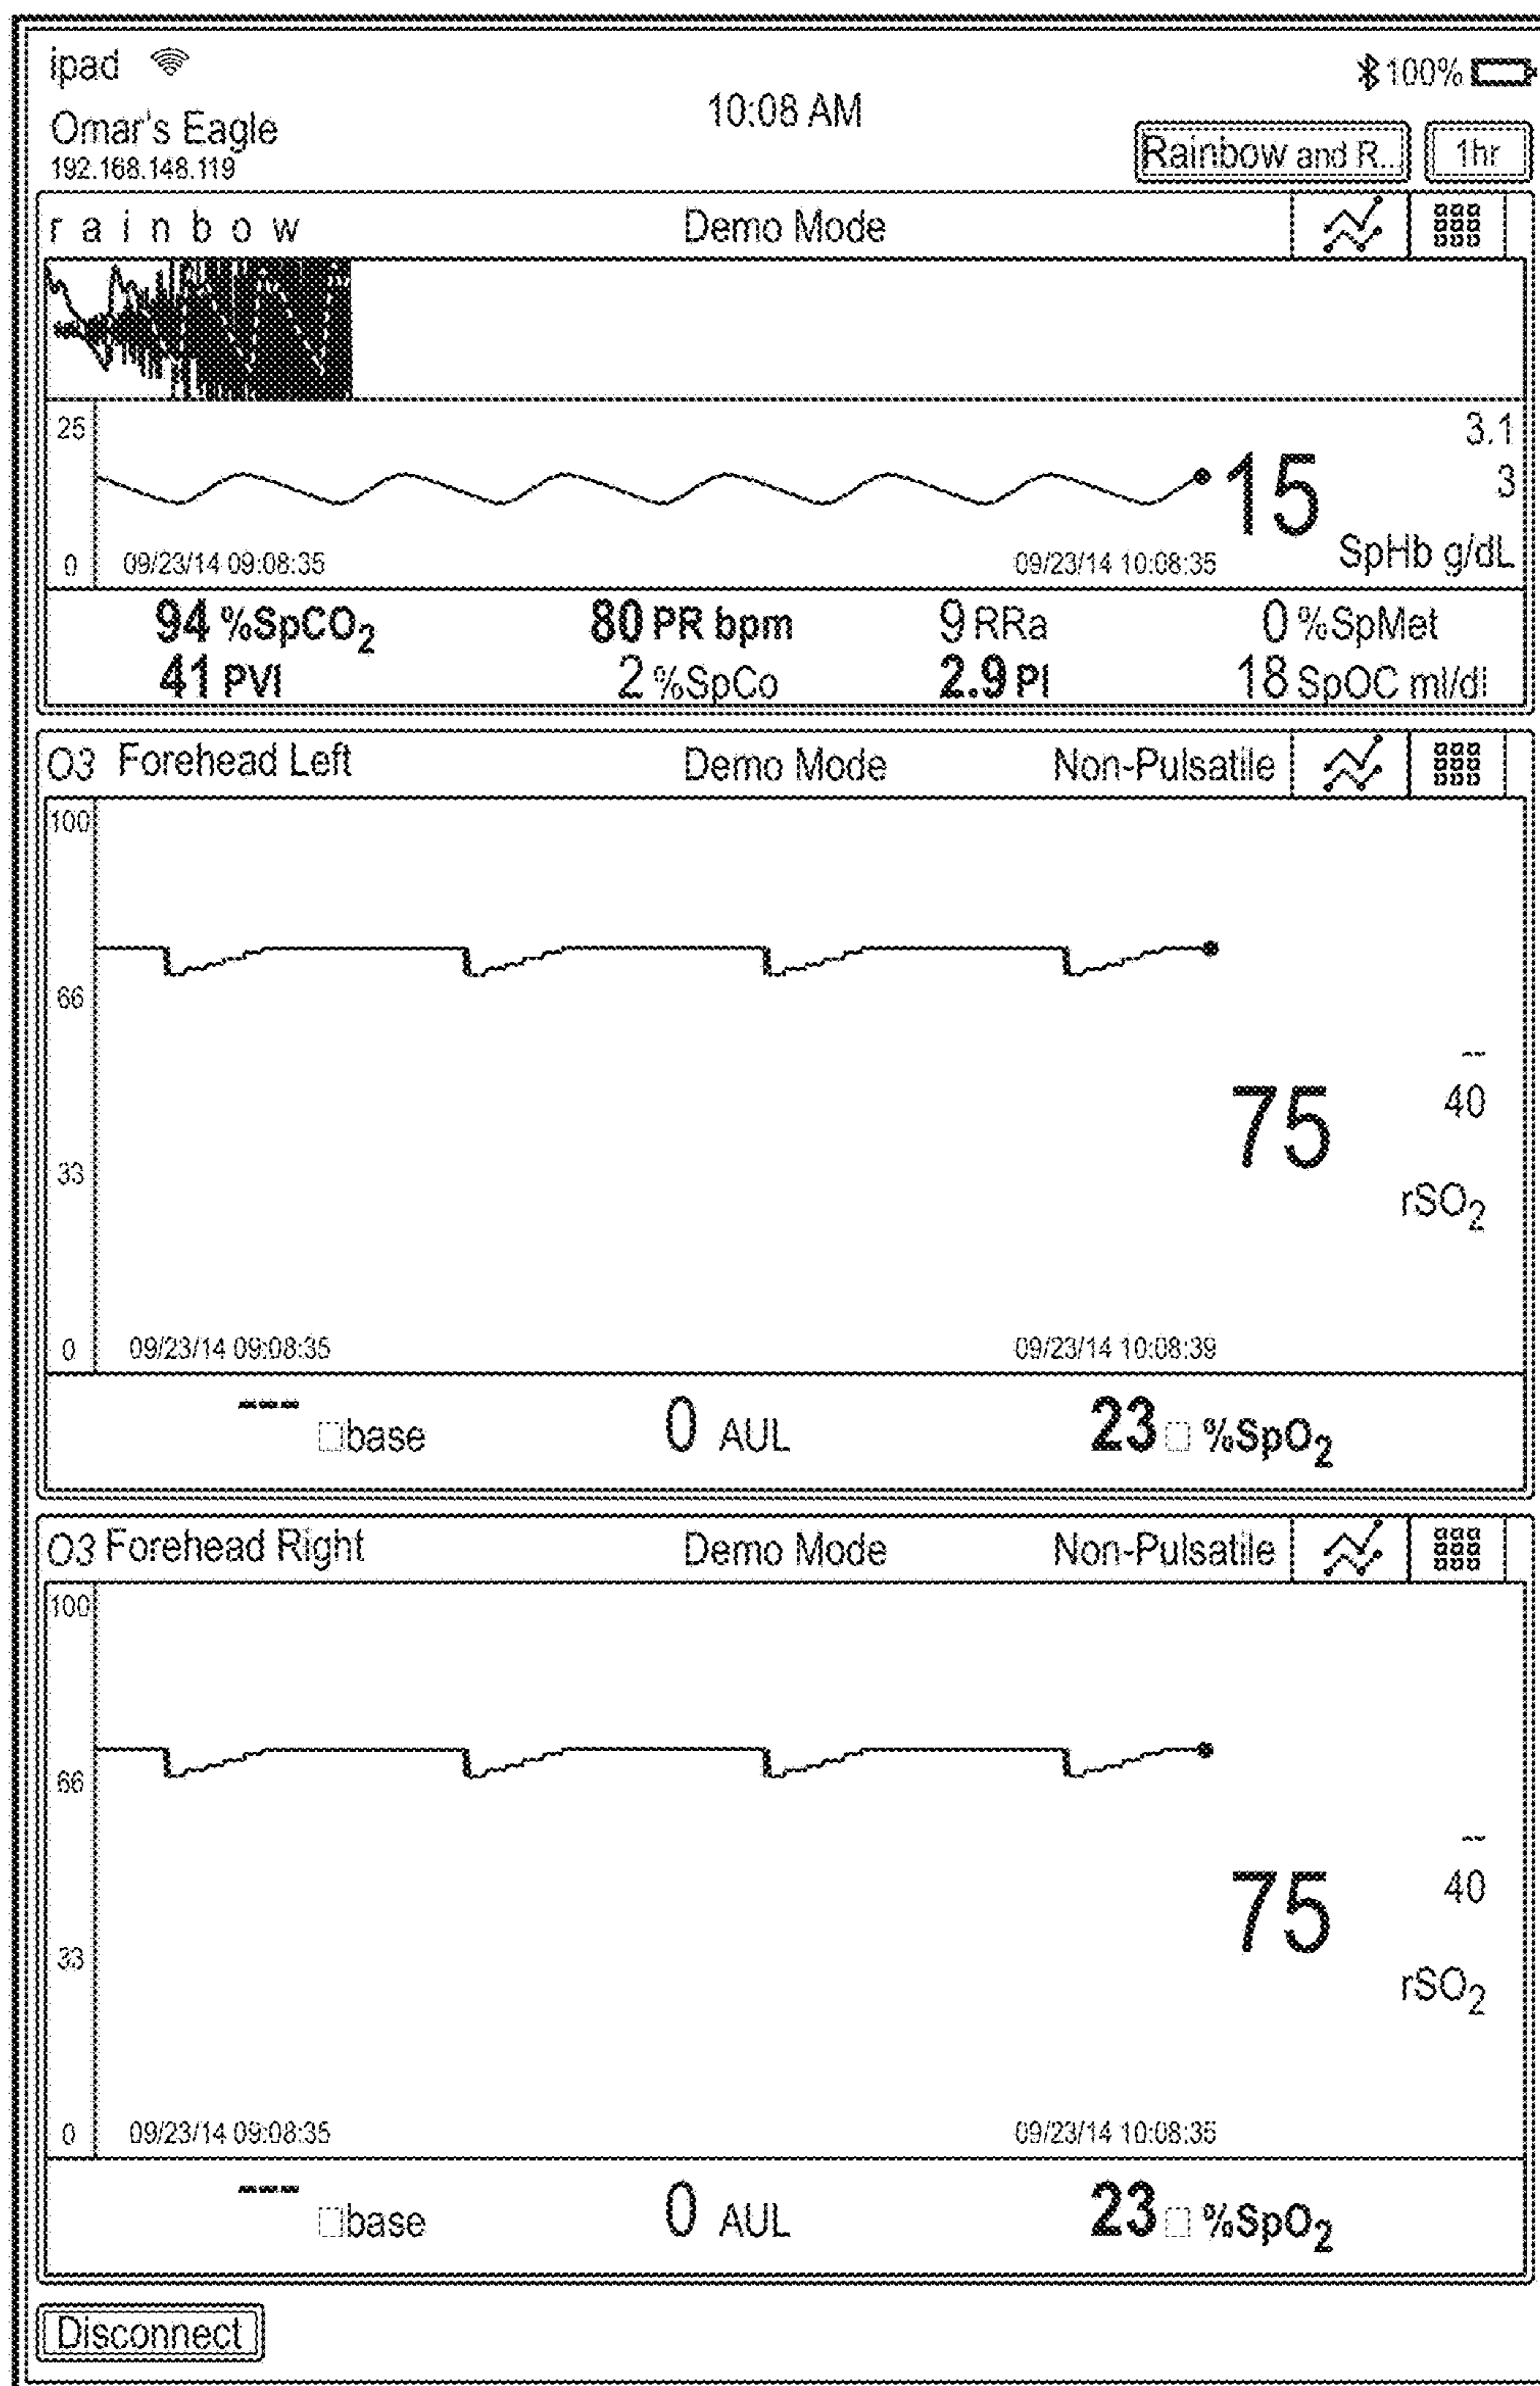 ipad 100%
10:08 AM
Omar's Eagle
192.168.148.119
Rainbow and R... 1hr
rainbow Demo Mode
25
3.1
15
3
0 09/23/14 09:08:35 09/23/14 10:08:35 SpHb g/dL
94 %SpCO2 80 PR bpm 9 RRa 0 %SpMet
41 PVI 2 %SpCo 2.9 PI 18 SpOC ml/dl
O3 Forehead Left Demo Mode Non-Pulsatile
100
66
--
75 40
33
rSO2
0 09/23/14 09:08:35 09/23/14 10:08:39
--- □base 0 AUL 23 □ %SpO2
O3 Forehead Right Demo Mode Non-Pulsatile
100
66
--
75 40
33
rSO2
0 09/23/14 09:08:35 09/23/14 10:08:35
--- □base 0 AUL 23 □ %SpO2
Disconnect